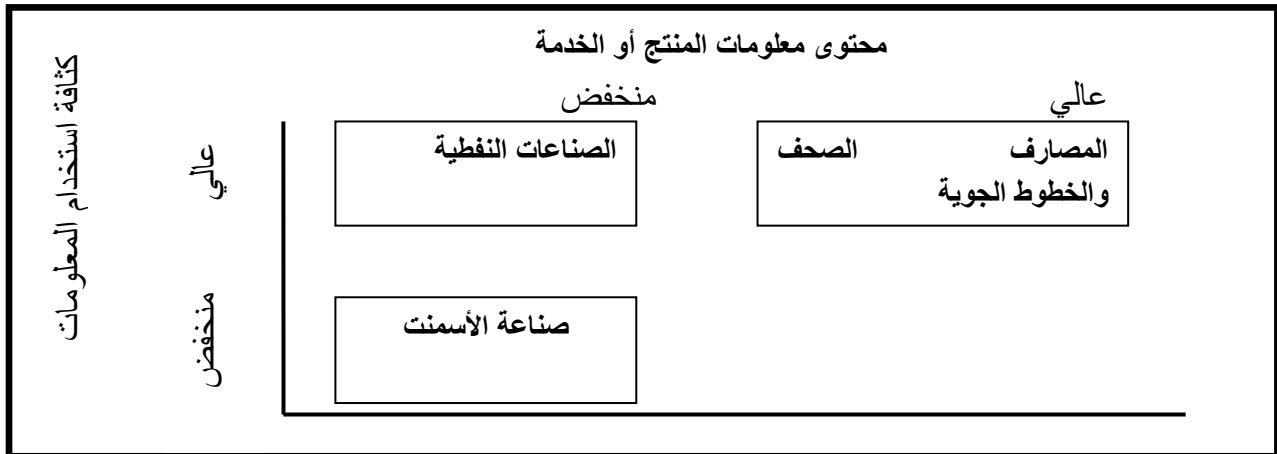 محتوى معلومات المنتج أو الخدمة
عالي
منخفض
كثافة استخدام المعلومات
عالي
المصارف الصحف
والخطوط الجوية
الصناعات النفطية
منخفض
صناعة الأسمنت